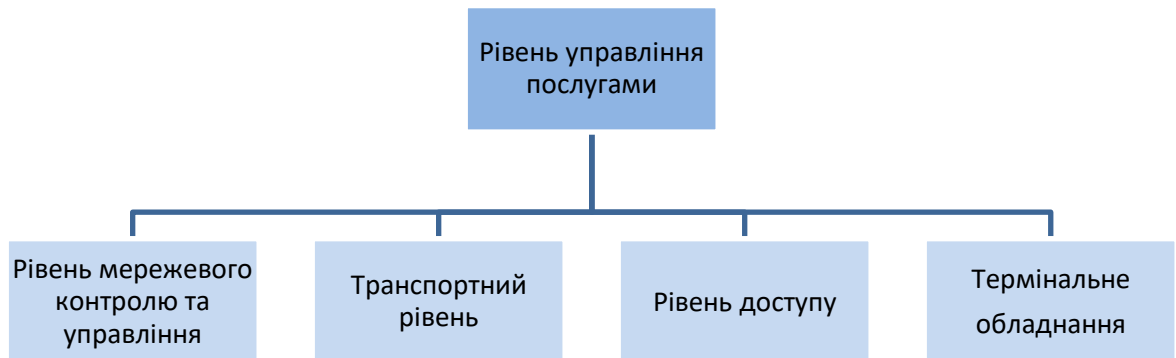 Рівень управління
послугами
Рівень мережевого
контролю та
управління
Транспортний
рівень
Рівень доступу
Термінальне
обладнання